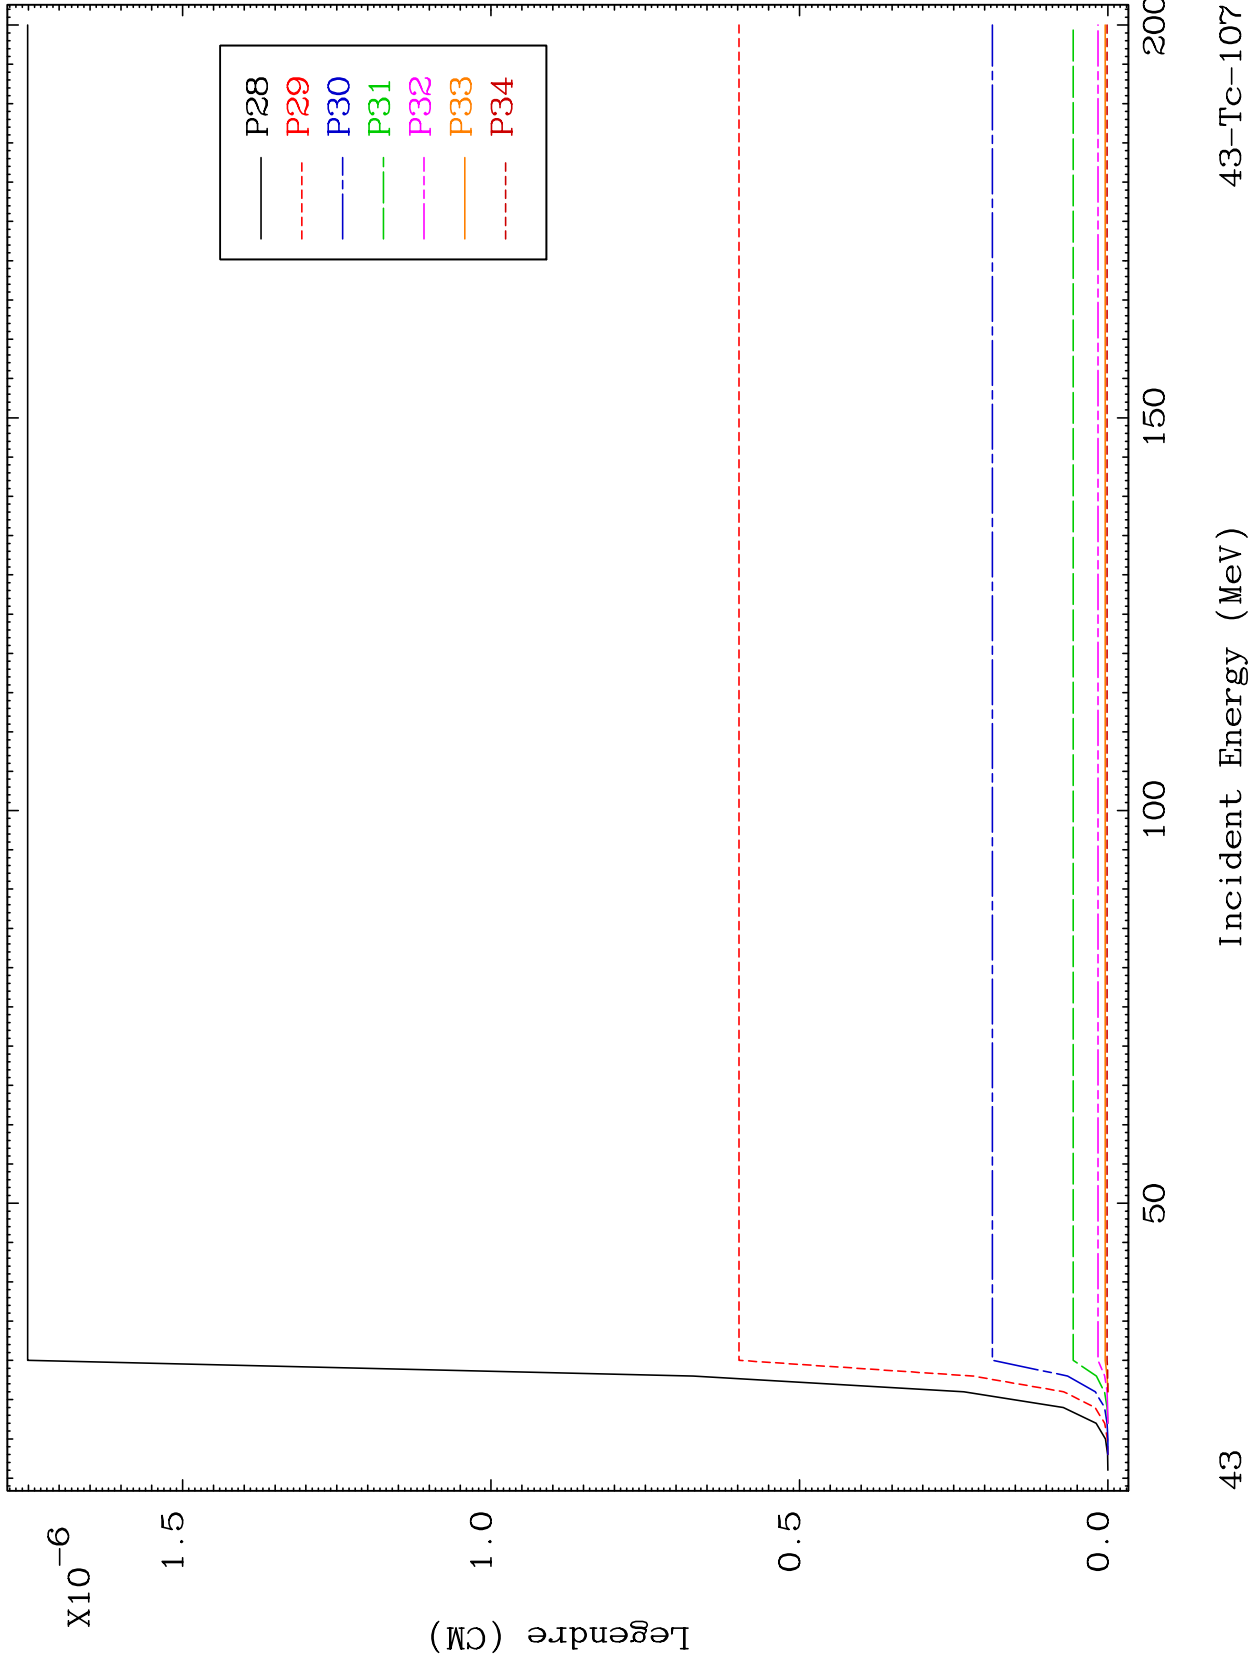 X10-6
1.5
1.0
0.5
0.0
Legendre (CM)
P28
P29
P30
P31
P32
P33
P34
50
100
150
200
Incident Energy (MeV)
43
43-Tc-107